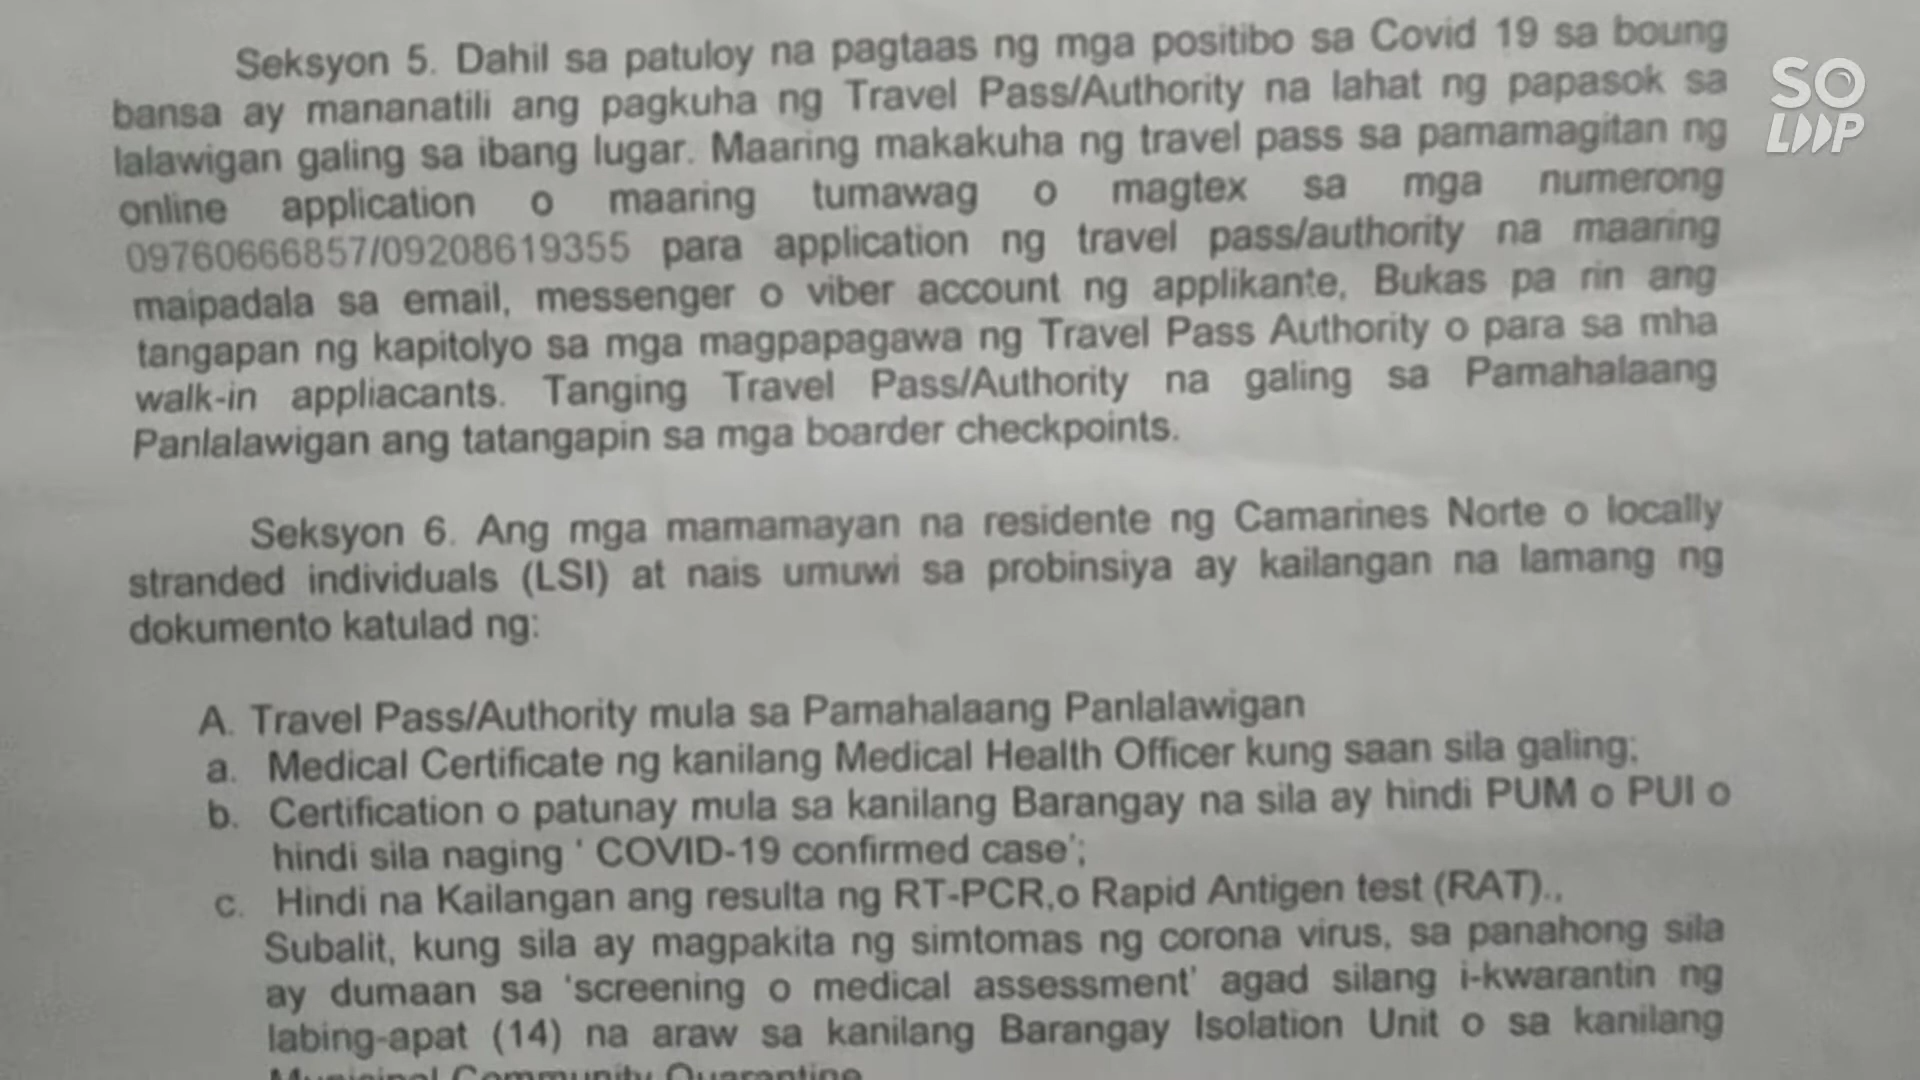 Seksyon 5. Dahil sa patuloy na pagtaas ng mga positibo sa Covid 19 sa boung
bansa ay mananatili ang pagkuha ng Travel Pass/Authority na lahat ng papasok sa
lalawigan galing sa ibang lugar. Maaring makakuha ng travel pass sa pamamagitan ng
online application o maaring tumawag o magtex sa mga numerong
09760666857/09208619355 para application ng travel pass/authority na maaring
maipadala sa email, messenger o viber account ng applikante, Bukas pa rin ang
tangapan ng kapitolyo sa mga magpapagawa ng Travel Pass Authority o para sa mha
walk-in appliacants. Tanging Travel Pass/Authority na galing sa Pamahalaang
Panlalawigan ang tatangapin sa mga boarder checkpoints.
Seksyon 6. Ang mga mamamayan na residente ng Camarines Norte o locally
stranded individuals (LSI) at nais umuwi sa probinsiya ay kailangan na lamang ng
dokumento katulad ng:
A. Travel Pass/Authority mula sa Pamahalaang Panlalawigan
a. Medical Certificate ng kanilang Medical Health Officer kung saan sila galing;
b. Certification o patunay mula sa kanilang Barangay na sila ay hindi PUM o PUI o
hindi sila naging ' COVID-19 confirmed case';
c. Hindi na Kailangan ang resulta ng RT-PCR,o Rapid Antigen test (RAT).,
Subalit, kung sila ay magpakita ng simtomas ng corona virus, sa panahong sila
ay dumaan sa 'screening o medical assessment' agad silang i-kwarantin ng
labing-apat (14) na araw sa kanilang Barangay Isolation Unit o sa kanilang
Municipal Community Quarantine
SO
LOOP